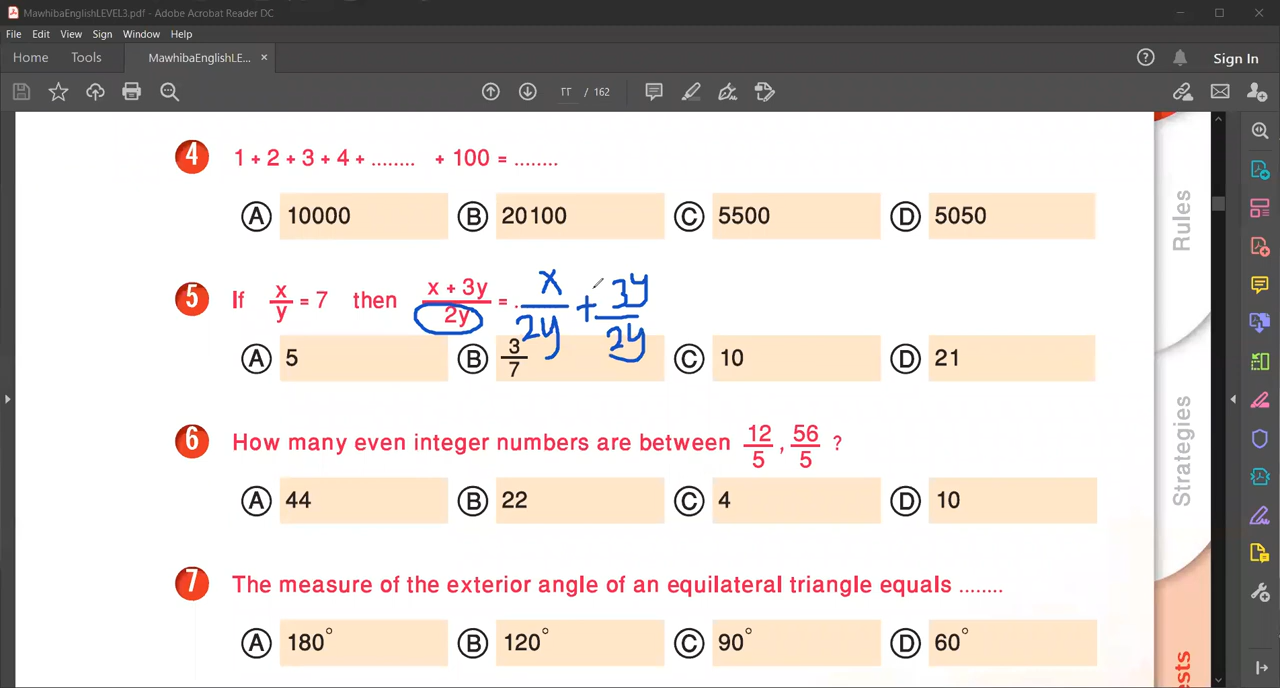 MawhibaEnglishLEVEL3.pdf - Adobe Acrobat Reader DC
File Edit View Sign Window Help
Home Tools MawhibaEnglishLE... × Sign In
٢٢ / 162
4 1 + 2 + 3 + 4 + ........ + 100 = ........
A 10000 B 20100 C 5500 D 5050
5 If x/y = 7 then (x + 3y)/2y = x/2y + 3y/2y
A 5 B 3/7 C 10 D 21
6 How many even integer numbers are between 12/5 , 56/5 ?
A 44 B 22 C 4 D 10
7 The measure of the exterior angle of an equilateral triangle equals ........
A 180° B 120° C 90° D 60°
Rules
Strategies
ests